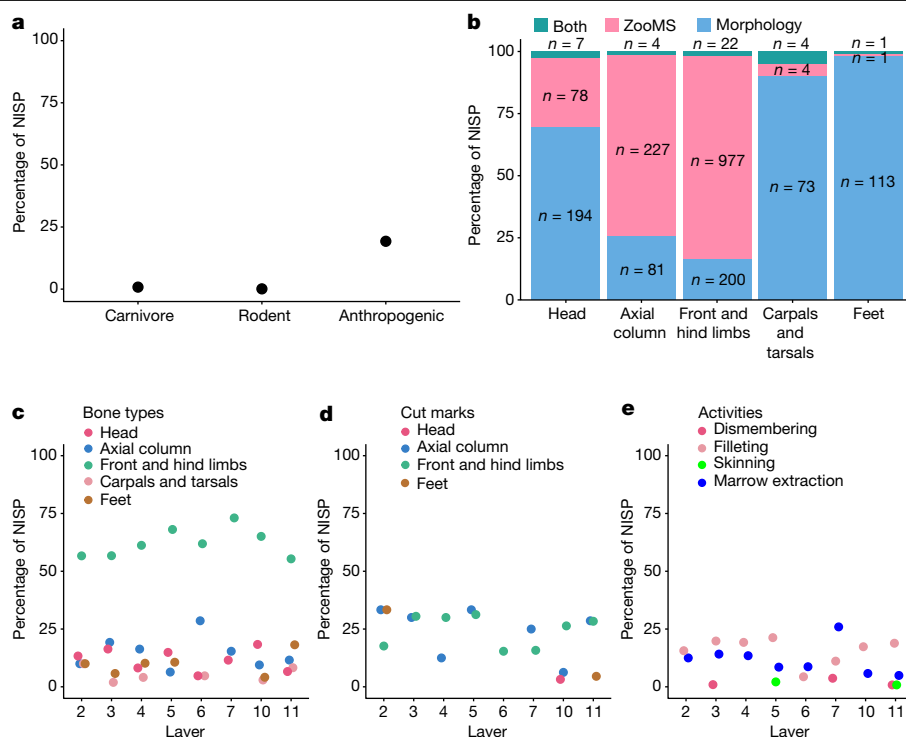 a
100
75
50
25
0
Percentage of NISP
Carnivore Rodent Anthropogenic
b
Both ZooMS Morphology
n = 7 n = 4 n = 22 n = 4 n = 1
100
75
50
25
0
Percentage of NISP
n = 4 n = 1
n = 78
n = 227 n = 977
n = 73 n = 113
n = 194
n = 81 n = 200
Head Axial column Front and hind limbs Carpals and tarsals Feet
c
Bone types
Head
Axial column
Front and hind limbs
Carpals and tarsals
Feet
100
75
50
25
0
Percentage of NISP
2 3 4 5 6 7 10 11
Layer
d
Cut marks
Head
Axial column
Front and hind limbs
Feet
100
75
50
25
0
Percentage of NISP
2 3 4 5 6 7 10 11
Layer
e
Activities
Dismembering
Filleting
Skinning
Marrow extraction
100
75
50
25
0
Percentage of NISP
2 3 4 5 6 7 10 11
Layer